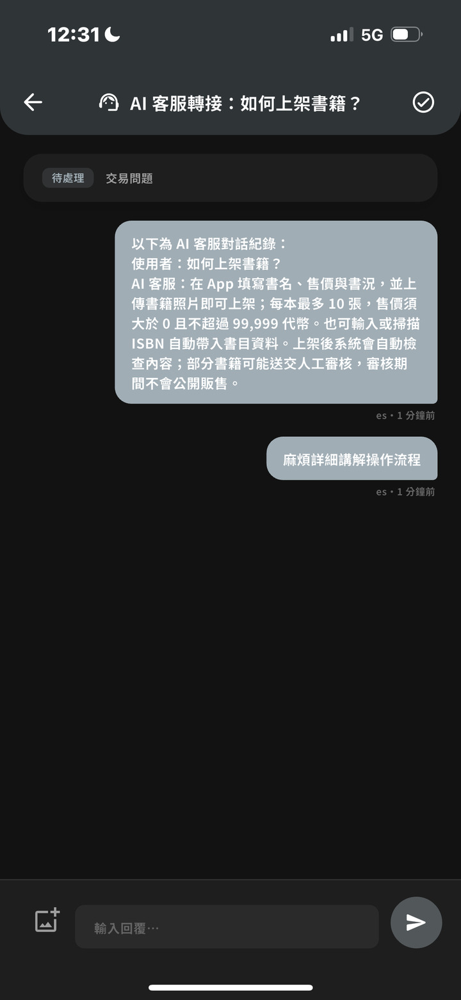 12:31
5G
AI 客服轉接：如何上架書籍？
待處理 交易問題
以下為 AI 客服對話紀錄：
使用者：如何上架書籍？
AI 客服：在 App 填寫書名、售價與書況，並上
傳書籍照片即可上架；每本最多 10 張，售價須
大於 0 且不超過 99,999 代幣。也可輸入或掃描
ISBN 自動帶入書目資料。上架後系統會自動檢
查內容；部分書籍可能送交人工審核，審核期
間不會公開販售。
es・1 分鐘前
麻煩詳細講解操作流程
es・1 分鐘前
輸入回覆⋯